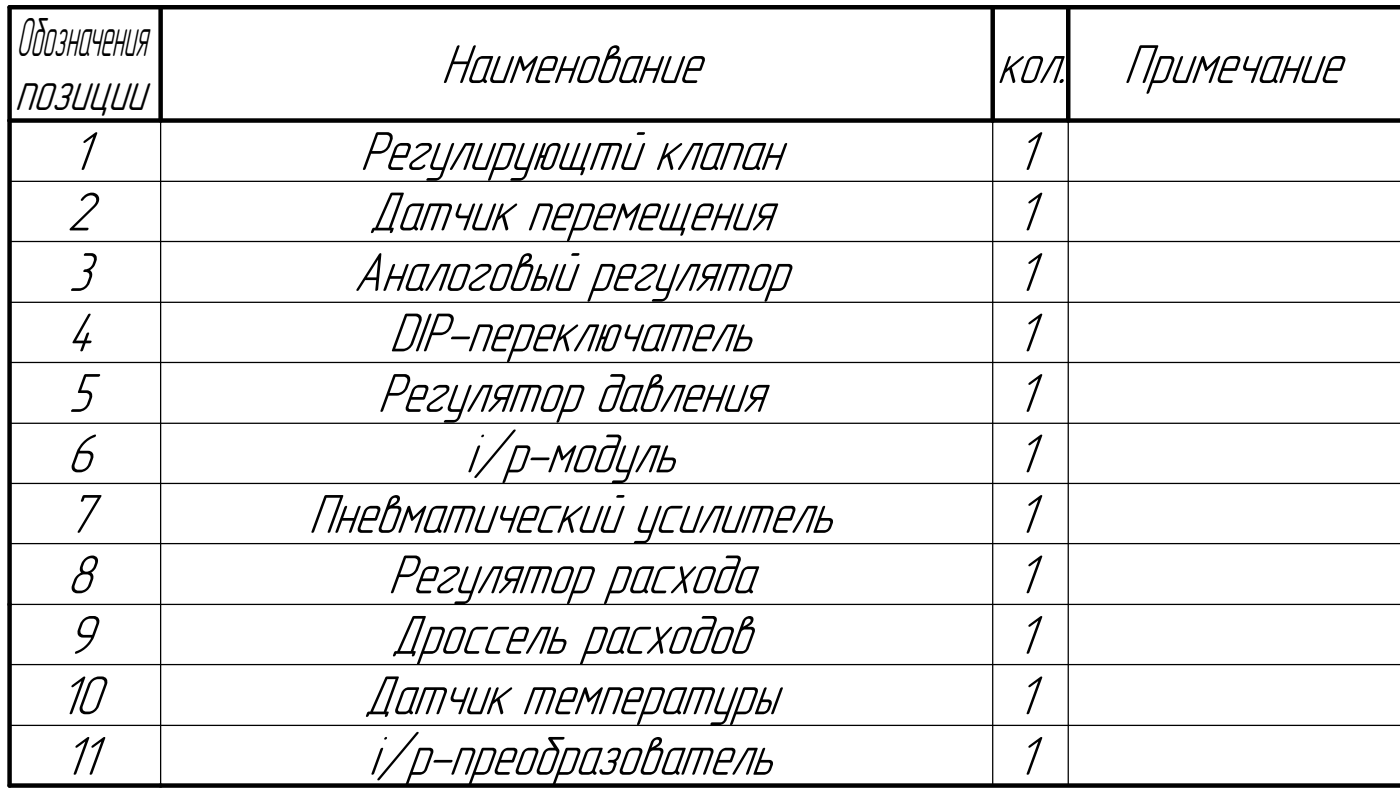 Обозначения позиции Наименование кол. Примечание
1 Регулирующти клапан 1
2 Датчик перемещения 1
3 Аналоговый регулятор 1
4 DIP-переключатель 1
5 Регулятор давления 1
6 i/p-модуль 1
7 Пневматический усилитель 1
8 Регулятор расхода 1
9 Дроссель расходов 1
10 Датчик температуры 1
11 i/p-преобразователь 1